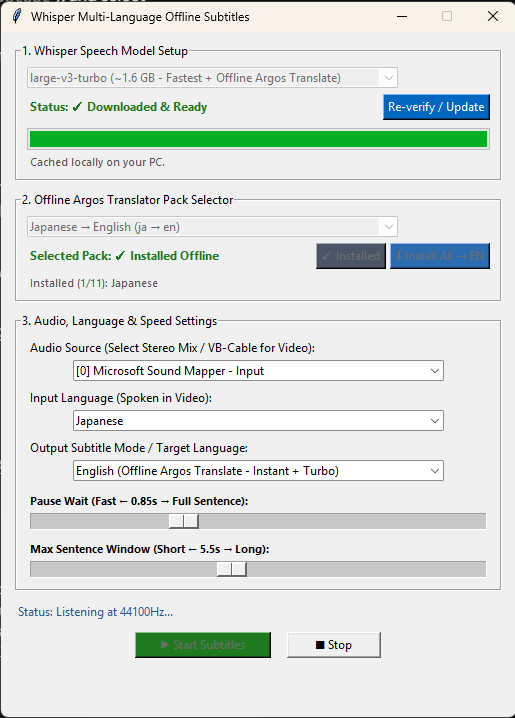 Whisper Multi-Language Offline Subtitles
1. Whisper Speech Model Setup
large-v3-turbo (~1.6 GB - Fastest + Offline Argos Translate)
Status: ✓ Downloaded & Ready
Re-verify / Update
Cached locally on your PC.
2. Offline Argos Translator Pack Selector
Japanese → English (ja → en)
Selected Pack: ✓ Installed Offline
✓ Installed
⬇ Install All → EN
Installed (1/11): Japanese
3. Audio, Language & Speed Settings
Audio Source (Select Stereo Mix / VB-Cable for Video):
[0] Microsoft Sound Mapper - Input
Input Language (Spoken in Video):
Japanese
Output Subtitle Mode / Target Language:
English (Offline Argos Translate - Instant + Turbo)
Pause Wait (Fast ← 0.85s → Full Sentence):
Max Sentence Window (Short ← 5.5s → Long):
Status: Listening at 44100Hz...
▶ Start Subtitles
■ Stop